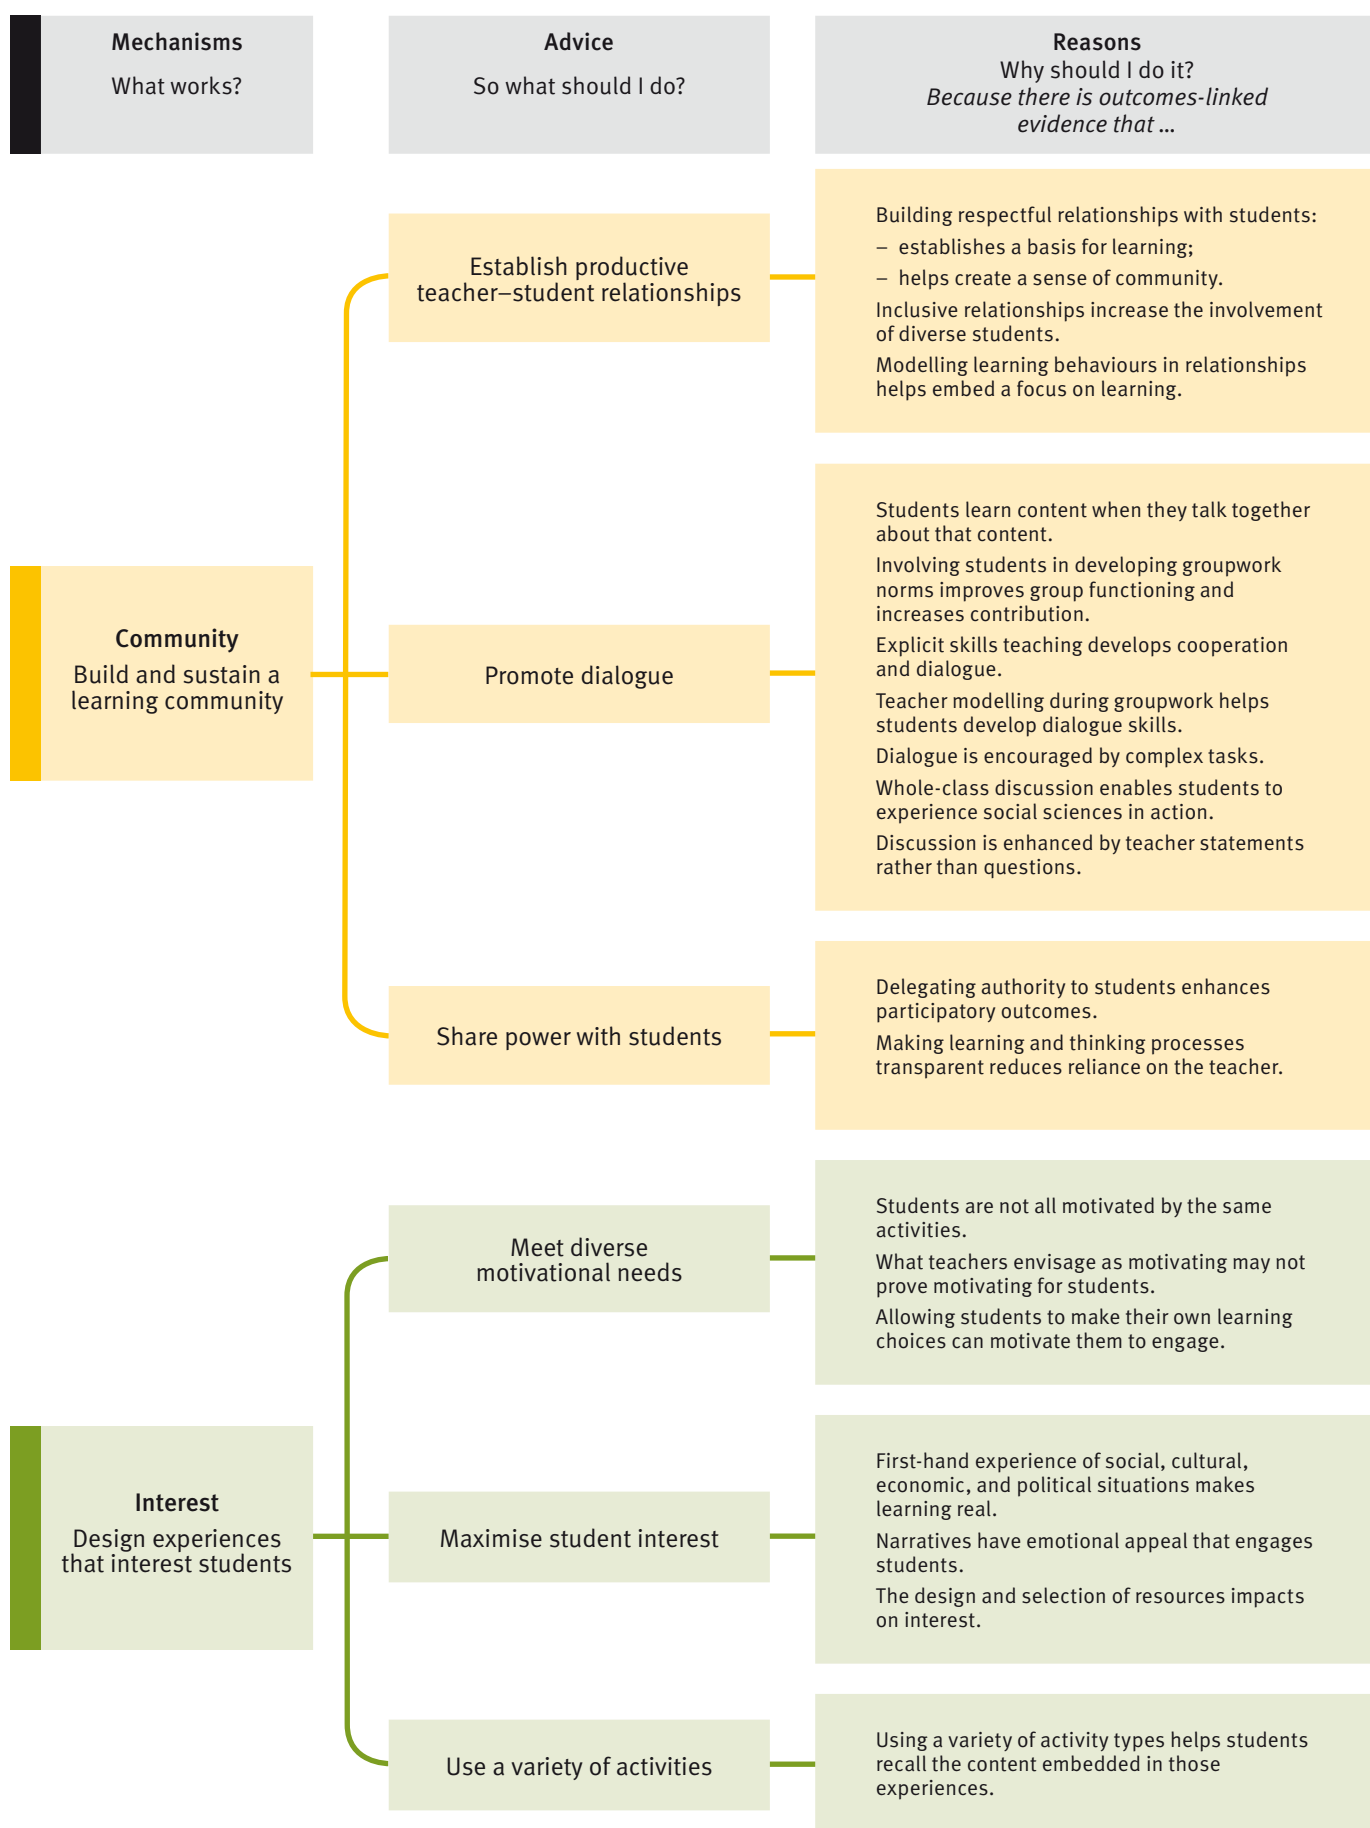 Mechanisms
What works?
Advice
So what should I do?
Reasons
Why should I do it?
Because there is outcomes-linked
evidence that ...
Community
Build and sustain a
learning community
Establish productive
teacher–student relationships
Building respectful relationships with students:
– establishes a basis for learning;
– helps create a sense of community.
Inclusive relationships increase the involvement
of diverse students.
Modelling learning behaviours in relationships
helps embed a focus on learning.
Promote dialogue
Students learn content when they talk together
about that content.
Involving students in developing groupwork
norms improves group functioning and
increases contribution.
Explicit skills teaching develops cooperation
and dialogue.
Teacher modelling during groupwork helps
students develop dialogue skills.
Dialogue is encouraged by complex tasks.
Whole-class discussion enables students to
experience social sciences in action.
Discussion is enhanced by teacher statements
rather than questions.
Share power with students
Delegating authority to students enhances
participatory outcomes.
Making learning and thinking processes
transparent reduces reliance on the teacher.
Interest
Design experiences
that interest students
Meet diverse
motivational needs
Students are not all motivated by the same
activities.
What teachers envisage as motivating may not
prove motivating for students.
Allowing students to make their own learning
choices can motivate them to engage.
Maximise student interest
First-hand experience of social, cultural,
economic, and political situations makes
learning real.
Narratives have emotional appeal that engages
students.
The design and selection of resources impacts
on interest.
Use a variety of activities
Using a variety of activity types helps students
recall the content embedded in those
experiences.